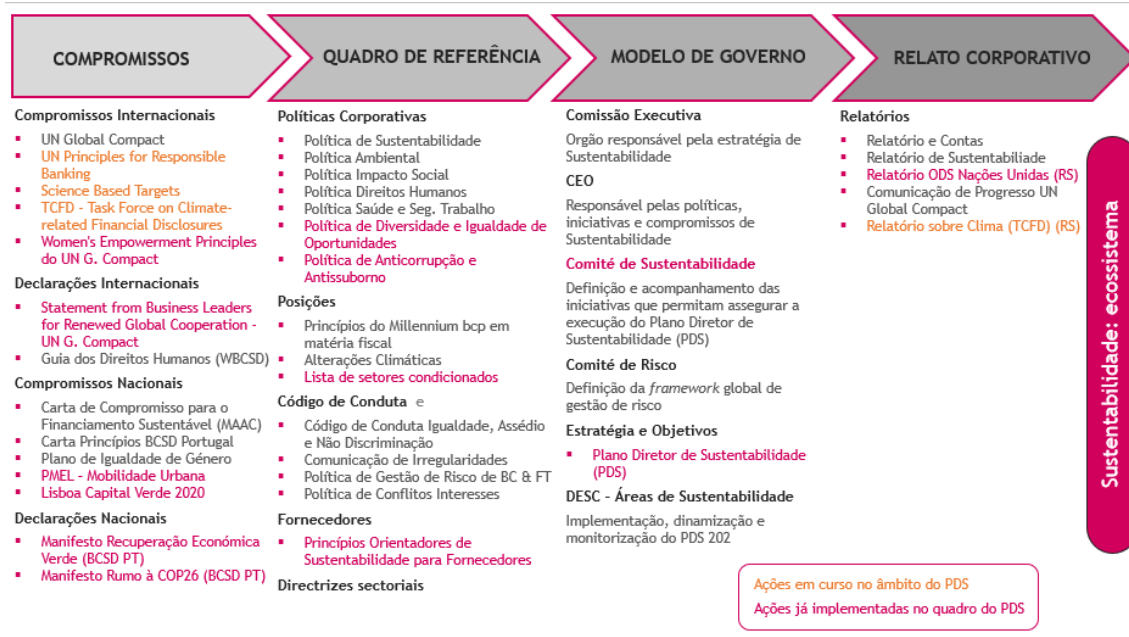 COMPROMISSOS
Compromissos Internacionais
▪ UN Global Compact
▪ UN Principles for Responsible
Banking
▪ Science Based Targets
▪ TCFD - Task Force on Climate-
related Financial Disclosures
▪ Women's Empowerment Principles
do UN G. Compact
Declarações Internacionais
▪ Statement from Business Leaders
for Renewed Global Cooperation -
UN G. Compact
▪ Guia dos Direitos Humanos (WBCSD)
Compromissos Nacionais
▪ Carta de Compromisso para o
Financiamento Sustentável (MAAC)
▪ Carta Princípios BCSD Portugal
▪ Plano de Igualdade de Género
▪ PMEL - Mobilidade Urbana
▪ Lisboa Capital Verde 2020
Declarações Nacionais
▪ Manifesto Recuperação Económica
Verde (BCSD PT)
▪ Manifesto Rumo à COP26 (BCSD PT)
QUADRO DE REFERÊNCIA
Políticas Corporativas
▪ Política de Sustentabilidade
▪ Política Ambiental
▪ Política Impacto Social
▪ Política Direitos Humanos
▪ Política Saúde e Seg. Trabalho
▪ Política de Diversidade e Igualdade de
Oportunidades
▪ Política de Anticorrupção e
Antissuborno
Posições
▪ Princípios do Millennium bcp em
matéria fiscal
▪ Alterações Climáticas
▪ Lista de setores condicionados
Código de Conduta e
▪ Código de Conduta Igualdade, Assédio
e Não Discriminação
▪ Comunicação de Irregularidades
▪ Política de Gestão de Risco de BC & FT
▪ Política de Conflitos Interesses
Fornecedores
▪ Princípios Orientadores de
Sustentabilidade para Fornecedores
Directrizes sectoriais
MODELO DE GOVERNO
Comissão Executiva
Orgão responsável pela estratégia de
Sustentabilidade
CEO
Responsável pelas políticas,
iniciativas e compromissos de
Sustentabilidade
Comité de Sustentabilidade
Definição e acompanhamento das
iniciativas que permitam assegurar a
execução do Plano Diretor de
Sustentabilidade (PDS)
Comité de Risco
Definição da framework global de
gestão de risco
Estratégia e Objetivos
▪ Plano Diretor de Sustentabilidade
(PDS)
DESC - Áreas de Sustentabilidade
Implementação, dinamização e
monitorização do PDS 202
RELATO CORPORATIVO
Relatórios
▪ Relatório e Contas
▪ Relatório de Sustentabiliade
▪ Relatório ODS Nações Unidas (RS)
▪ Comunicação de Progresso UN
Global Compact
▪ Relatório sobre Clima (TCFD) (RS)
Sustentabilidade: ecossistema
Ações em curso no âmbito do PDS
Ações já implementadas no quadro do PDS